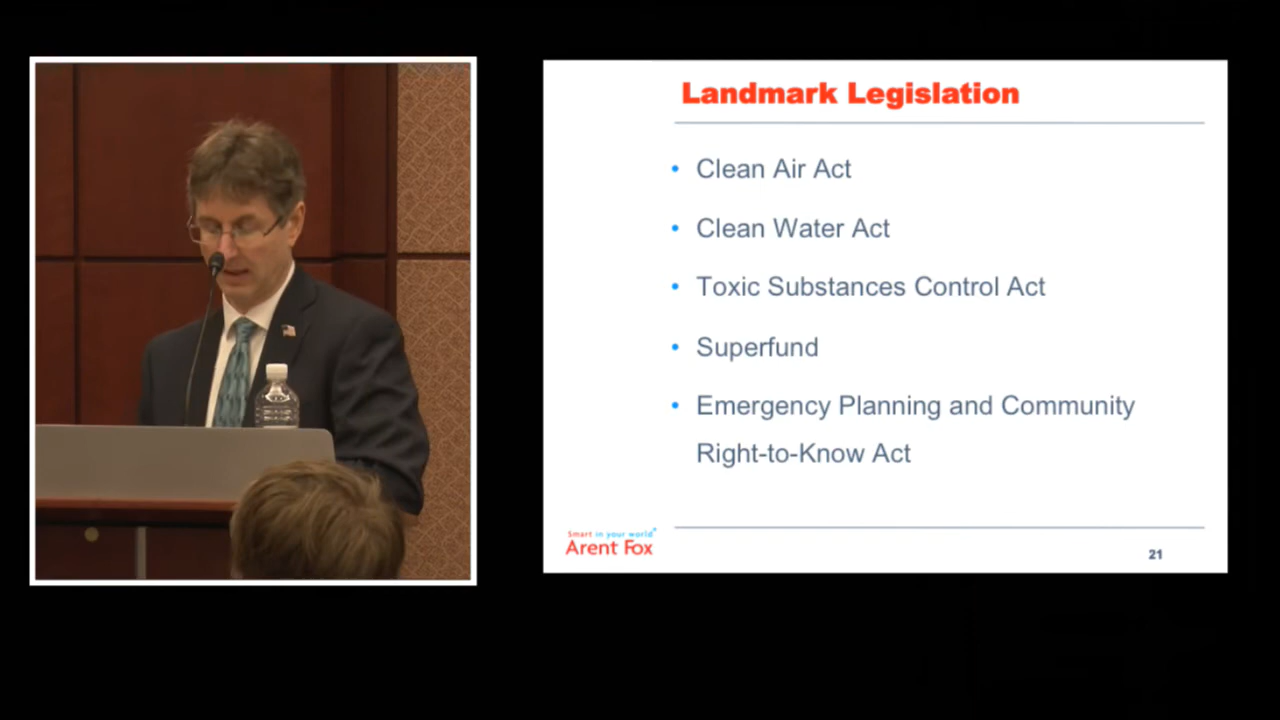 Landmark Legislation
• Clean Air Act
• Clean Water Act
• Toxic Substances Control Act
• Superfund
• Emergency Planning and Community
Right-to-Know Act
Smart in your world
Arent Fox
21